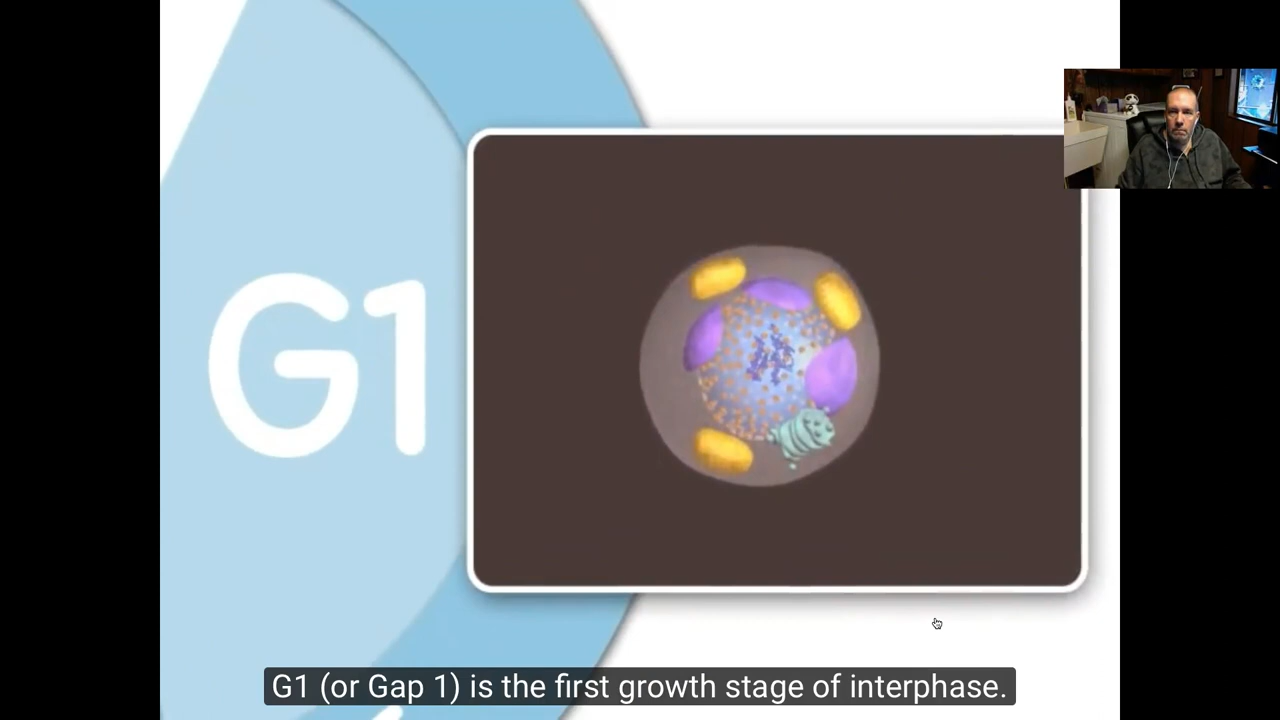 G1
G1 (or Gap 1) is the first growth stage of interphase.